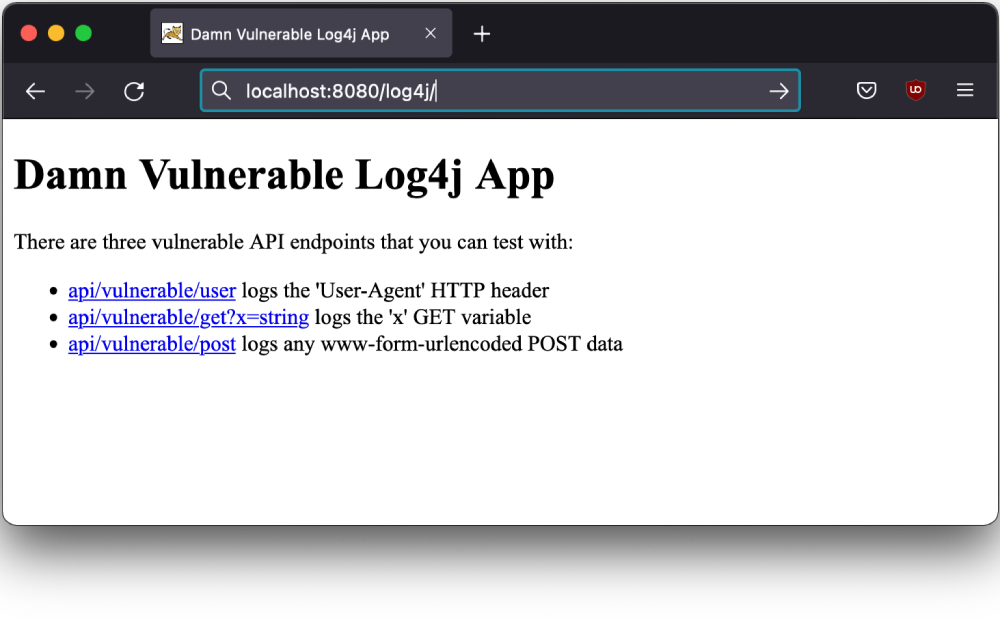 Damn Vulnerable Log4j App
localhost:8080/log4j/
Damn Vulnerable Log4j App
There are three vulnerable API endpoints that you can test with:
• api/vulnerable/user logs the 'User-Agent' HTTP header
• api/vulnerable/get?x=string logs the 'x' GET variable
• api/vulnerable/post logs any www-form-urlencoded POST data